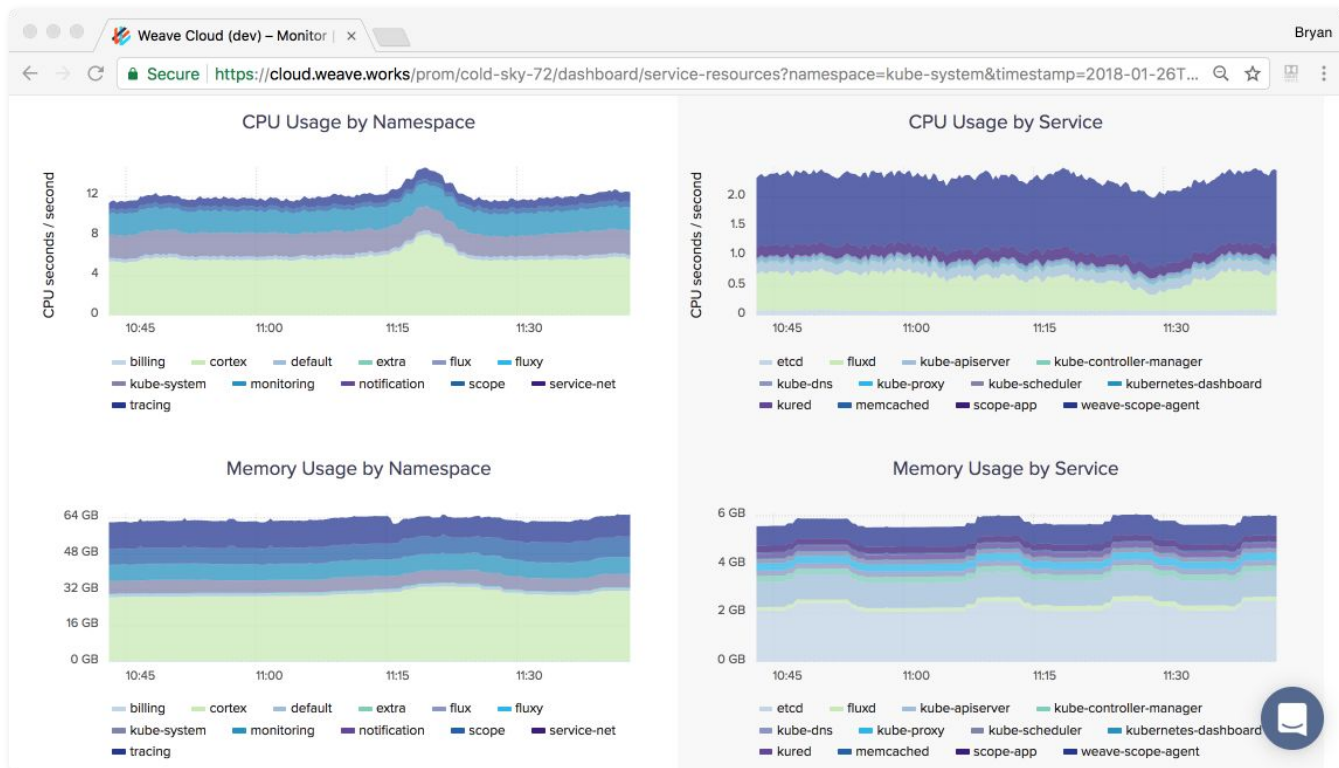 Weave Cloud (dev) – Monitor |
Bryan
Secure https://cloud.weave.works/prom/cold-sky-72/dashboard/service-resources?namespace=kube-system&timestamp=2018-01-26T...
CPU Usage by Namespace
CPU seconds / second
12
8
4
0
10:45 11:00 11:15 11:30
billing cortex default extra flux fluxy
kube-system monitoring notification scope service-net
tracing
CPU Usage by Service
CPU seconds / second
2.0
1.5
1.0
0.5
0
10:45 11:00 11:15 11:30
etcd fluxd kube-apiserver kube-controller-manager
kube-dns kube-proxy kube-scheduler kubernetes-dashboard
kured memcached scope-app weave-scope-agent
Memory Usage by Namespace
64 GB
48 GB
32 GB
16 GB
0 GB
10:45 11:00 11:15 11:30
billing cortex default extra flux fluxy
kube-system monitoring notification scope service-net
tracing
Memory Usage by Service
6 GB
4 GB
2 GB
0 GB
10:45 11:00 11:15 11:30
etcd fluxd kube-apiserver kube-controller-manager
kube-dns kube-proxy kube-scheduler kubernetes-dashboard
kured memcached scope-app weave-scope-agent